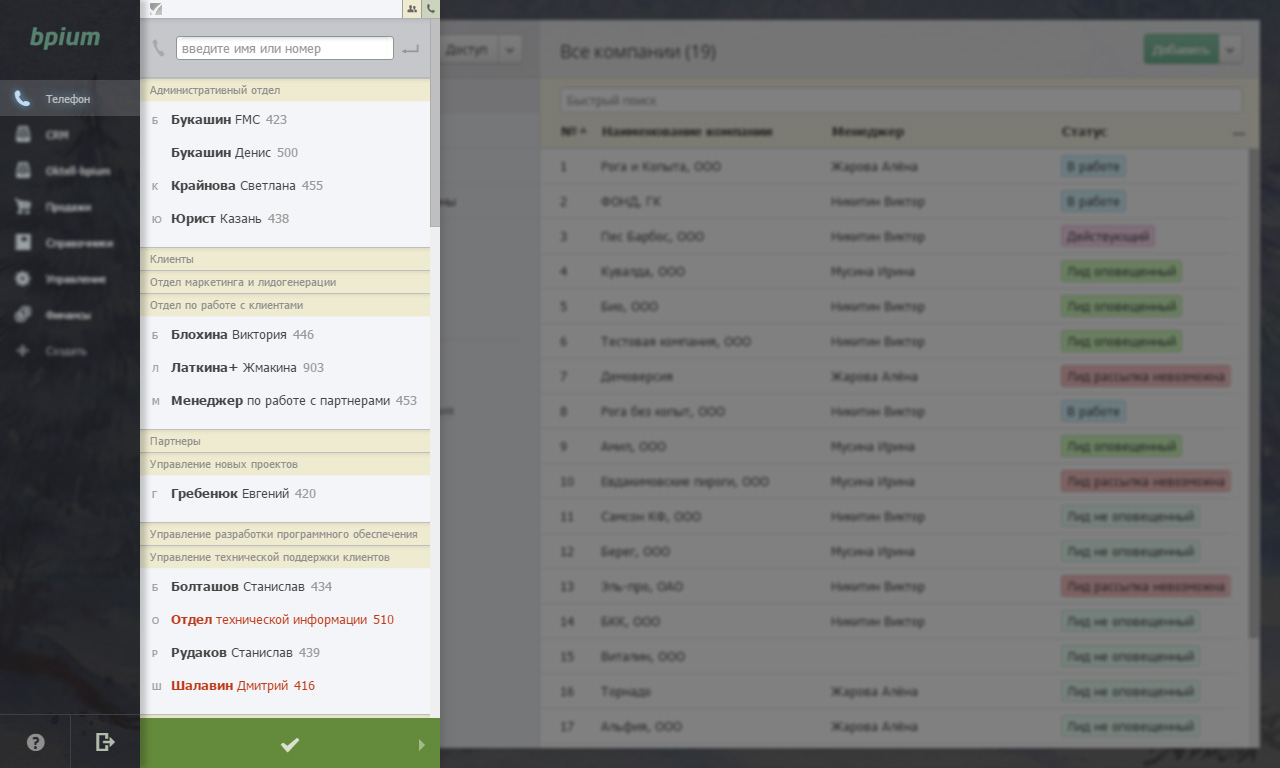 bpium
Телефон
CRM
Oktell-bpium
Продажи
Справочники
Управление
Финансы
Создать
введите имя или номер
Административный отдел
Б Букашин FMC 423
Букашин Денис 500
К Крайнова Светлана 455
Ю Юрист Казань 438
Клиенты
Отдел маркетинга и лидогенерации
Отдел по работе с клиентами
Б Блохина Виктория 446
Л Латкина+ Жмакина 903
М Менеджер по работе с партнерами 453
Партнеры
Управление новых проектов
Г Гребенюк Евгений 420
Управление разработки программного обеспечения
Управление технической поддержки клиентов
Б Болташов Станислав 434
О Отдел технической информации 510
Р Рудаков Станислав 439
Ш Шалавин Дмитрий 416
Доступ
Все компании (19)
Добавить
Быстрый поиск
№ Наименование компании Менеджер Статус
1 Рога и Копыта, ООО Жарова Алёна В работе
2 ФОНД, ГК Никитин Виктор В работе
3 Пес Барбос, ООО Никитин Виктор Действующий
4 Кувалда, ООО Мусина Ирина Лид оповещенный
5 Био, ООО Никитин Виктор Лид оповещенный
6 Тестовая компания, ООО Никитин Виктор Лид оповещенный
7 Демоверсия Жарова Алёна Лид рассылка невозможна
8 Рога без копыт, ООО Никитин Виктор В работе
9 Амил, ООО Мусина Ирина Лид оповещенный
10 Евдакимовские пироги, ООО Мусина Ирина Лид рассылка невозможна
11 Самсон КФ, ООО Никитин Виктор Лид не оповещенный
12 Берег, ООО Мусина Ирина Лид не оповещенный
13 Эль-про, ОАО Никитин Виктор Лид рассылка невозможна
14 БКК, ООО Никитин Виктор Лид не оповещенный
15 Виталин, ООО Лид не оповещенный
16 Торнадо Жарова Алёна Лид не оповещенный
17 Альфия, ООО Жарова Алёна Лид не оповещенный